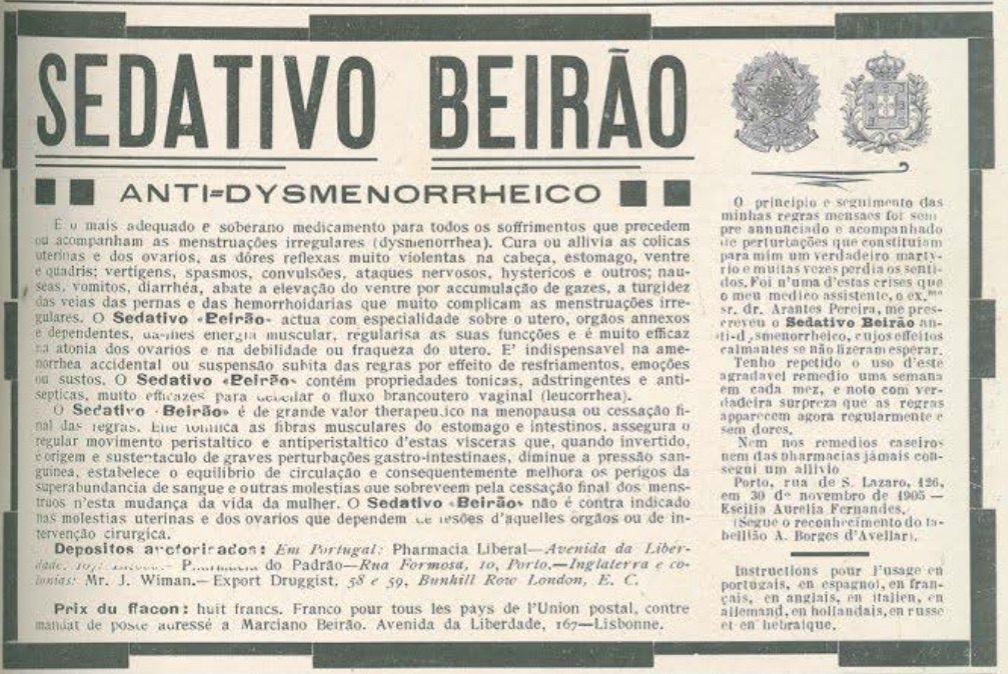 SEDATIVO BEIRÃO
ANTI-DYSMENORRHEICO
E o mais adequado e soberano medicamento para todos os soffrimentos que precedem
ou acompanham as menstruações irregulares (dysmenorrhea). Cura ou allivia as colicas
uterinas e dos ovarios, as dôres reflexas muito violentas na cabeça, estomago, ventre
e quadris; vertigens, spasmos, convulsões, ataques nervosos, hystericos e outros; nau-
seas, vomitos, diarrhéa, abate a elevação do ventre por accumulação de gazes, a turgidez
das veias das pernas e das hemorrhoidarias que muito complicam as menstruações irre-
gulares. O Sedativo «Beirão» actua com especialidade sobre o utero, orgãos annexos
e dependentes, energia muscular, regularisa as suas funcções e é muito efficaz
na atonia dos ovarios e na debilidade ou fraqueza do utero. E' indispensavel na ame-
norrhea accidental ou suspensão subita das regras por effeito de resfriamentos, emoções
ou sustos. O Sedativo «Beirão» contém propriedades tonicas, adstringentes e anti-
septicas, muito efficazes para debellar o fluxo brancoutero vaginal (leucorrhea).
O Sedativo «Beirão» é de grande valor therapeutico na menopausa ou cessação fi-
nal das regras. Elle tonifica as fibras musculares do estomago e intestinos, assegura o
regular movimento peristaltico e antiperistaltico d'estas visceras que, quando invertido,
é origem e sustentaculo de graves perturbações gastro-intestinaes, diminue a pressão san-
guinea, estabelece o equilibrio de circulação e consequentemente melhora os perigos da
superabundancia de sangue e outras molestias que sobreveem pela cessação final dos mens-
truos n'esta mudança da vida da mulher. O Sedativo «Beirão» não é contra indicado
nas molestias uterinas e dos ovarios que dependem de lesões d'aquelles orgãos ou de in-
tervenção cirurgica.
Depositos autorisados: Em Portugal: Pharmacia Liberal—Avenida da Liber-
dade, do Padrão—Rua Formosa, 10, Porto.—Inglaterra e co-
lonias: Mr. J. Wiman.—Export Druggist, 58 e 59, Bunhill Row London, E. C.
Prix du flacon: huit francs. Franco pour tous les pays de l'Union postal, contre
mandat de poste adressé a Marciano Beirão. Avenida da Liberdade, 167—Lisbonne.
O principio e seguimento das
minhas regras mensaes foi sem
pre annunciado e acompanhado
de perturbações que constituiam
para mim um verdadeiro marty-
rio e muitas vezes perdia os senti-
dos. Foi n'uma d'estas crises que
o meu medico assistente, o ex.mo
sr. dr. Arantes Pereira, me pres-
creveu o Sedativo Beirão an-
ti-dysmenorrheico, cujos effeitos
calmantes se não fizeram esperar.
Tenho repetido o uso d'este
agradavel remedio uma semana
em cada mez, e noto com ver-
dadeira surpreza que as regras
apparecem agora regularmente e
sem dores.
Nem nos remedios caseiros
nem das pharmacias jámais con-
segui um allivio
Porto, rua de S. Lazaro, 126,
em 30 de novembro de 1905 —
Escilia Aurelia Fernandes.
(Segue o reconhecimento do ta-
bellião A. Borges d'Avellar).
Instructions pour l'usage en
portugais, en espagnol, en fran-
çais, en anglais, en italien, en
allemand, en hollandais, en russe
et en hebraique.